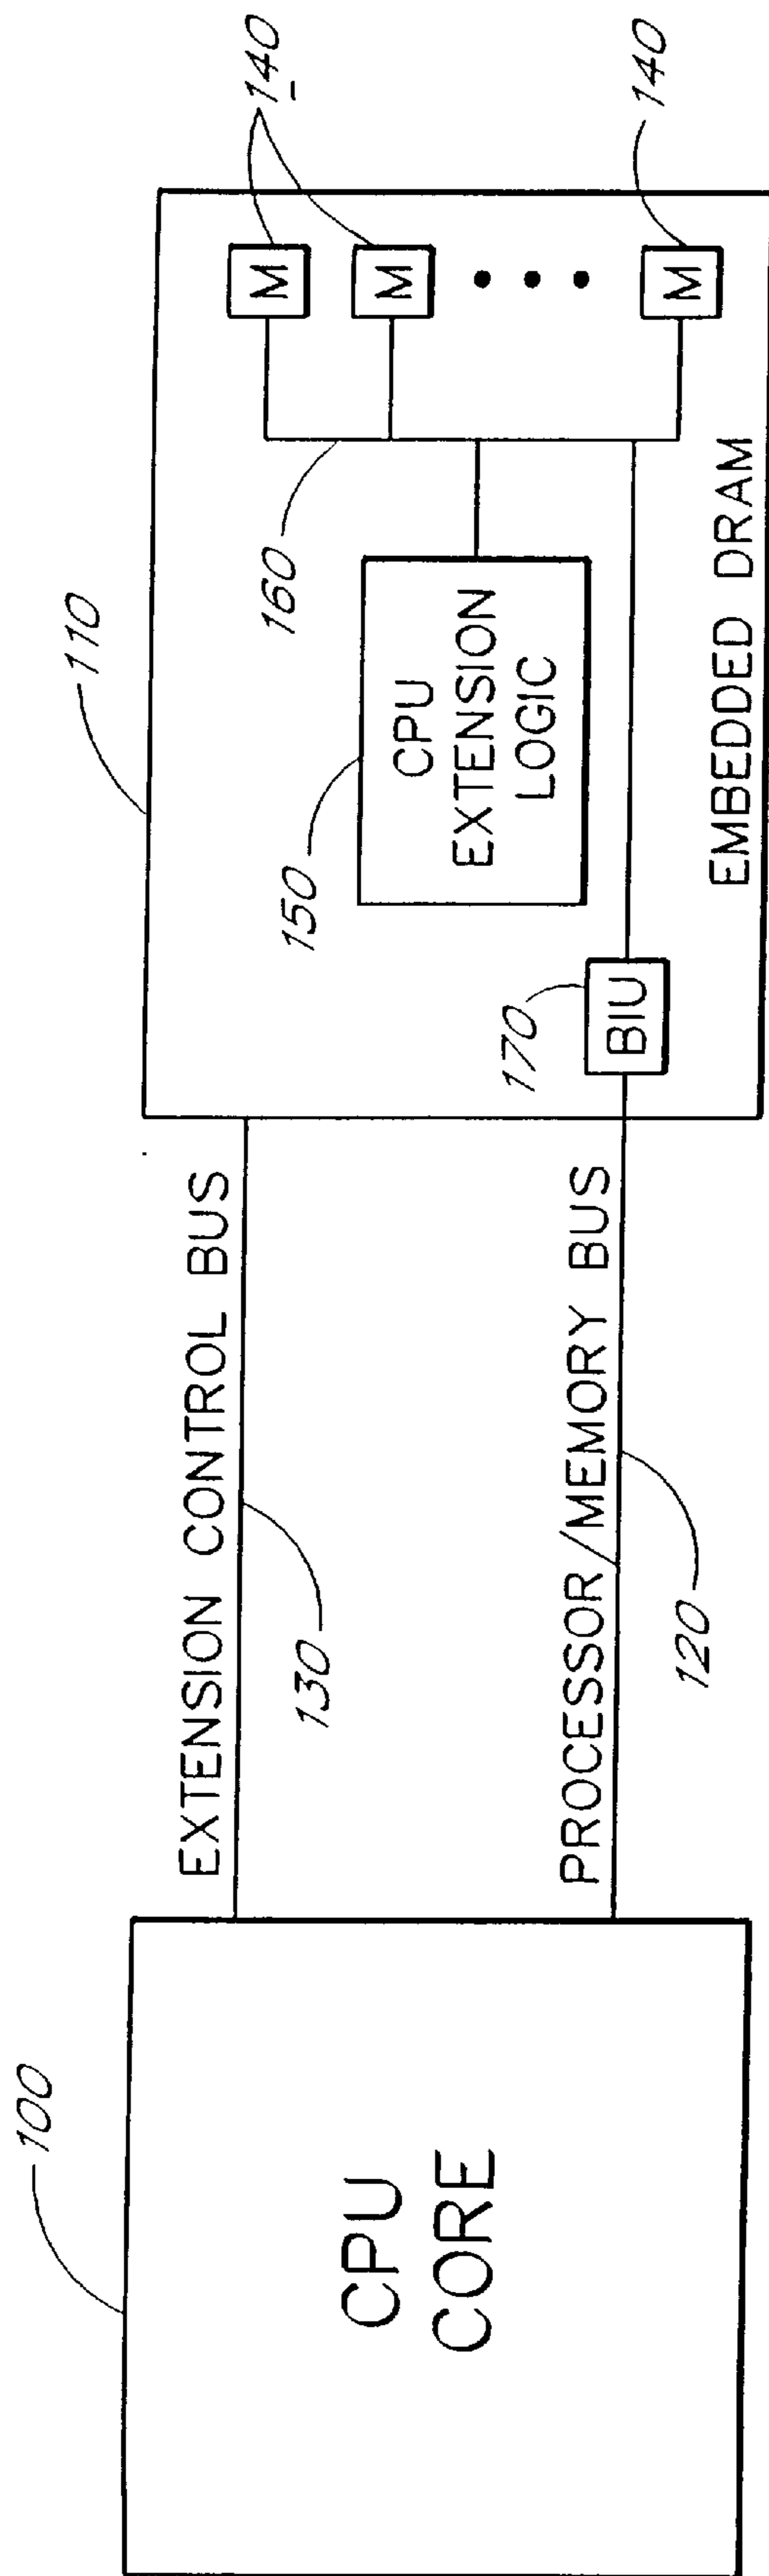 100
CPU
CORE
EXTENSION CONTROL BUS
130
PROCESSOR/MEMORY BUS
120
110
150
CPU
EXTENSION
LOGIC
160
170
BIU
M
M
M
140
140
EMBEDDED DRAM